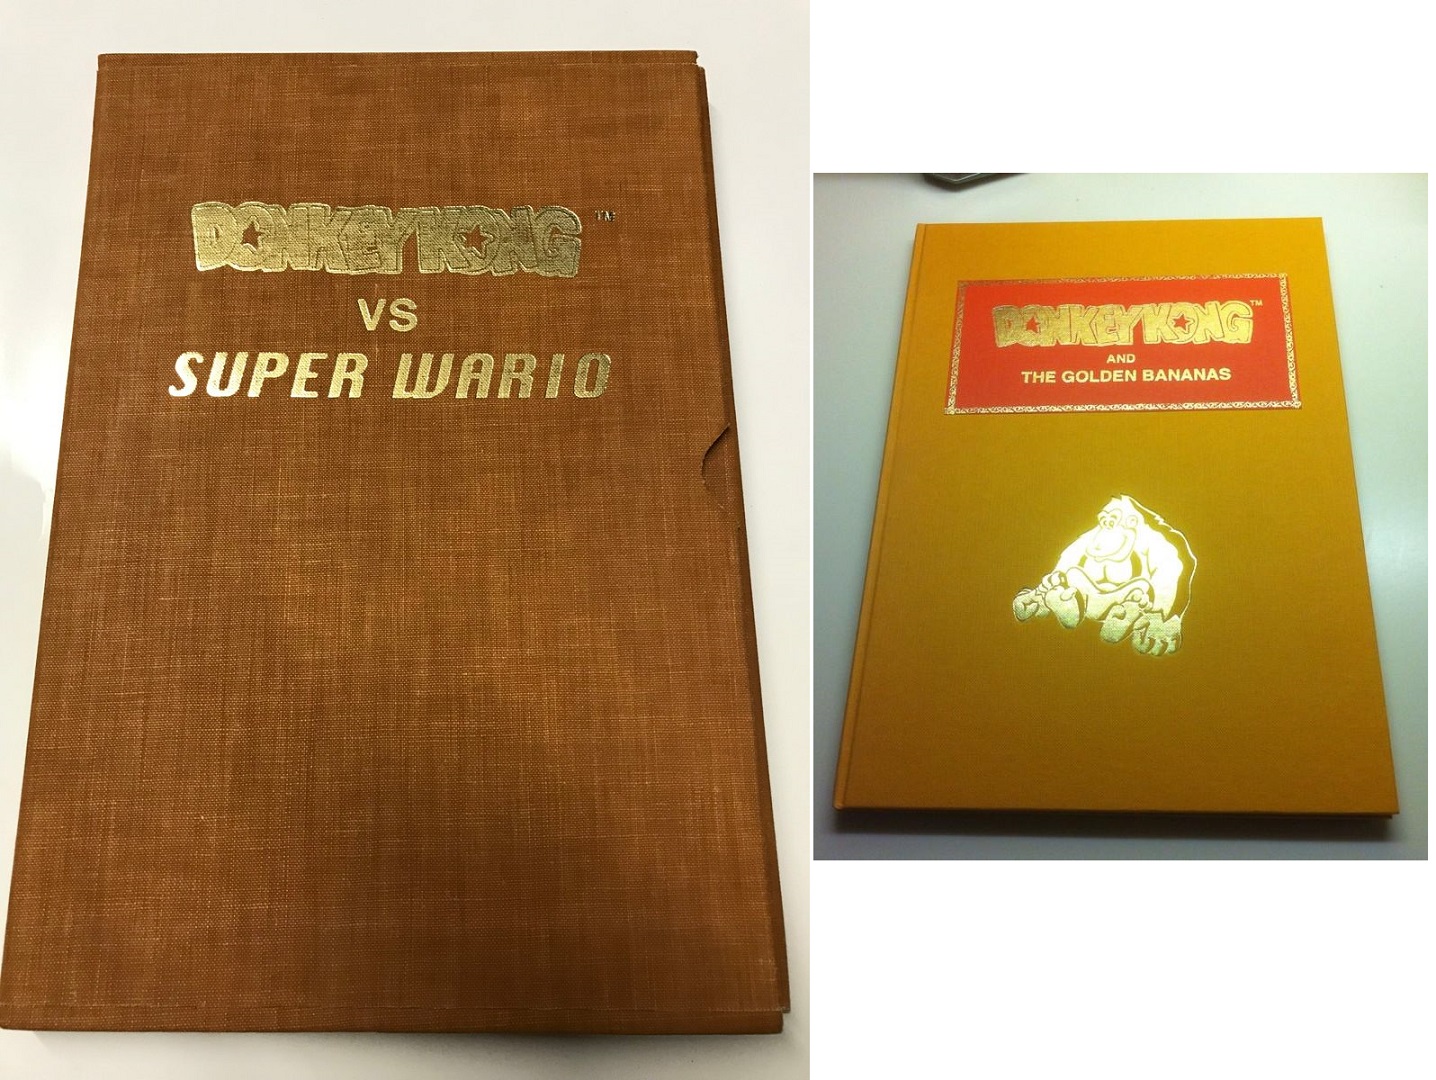 DONKEY KONG™
VS
SUPER WARIO
DONKEY KONG™
AND
THE GOLDEN BANANAS